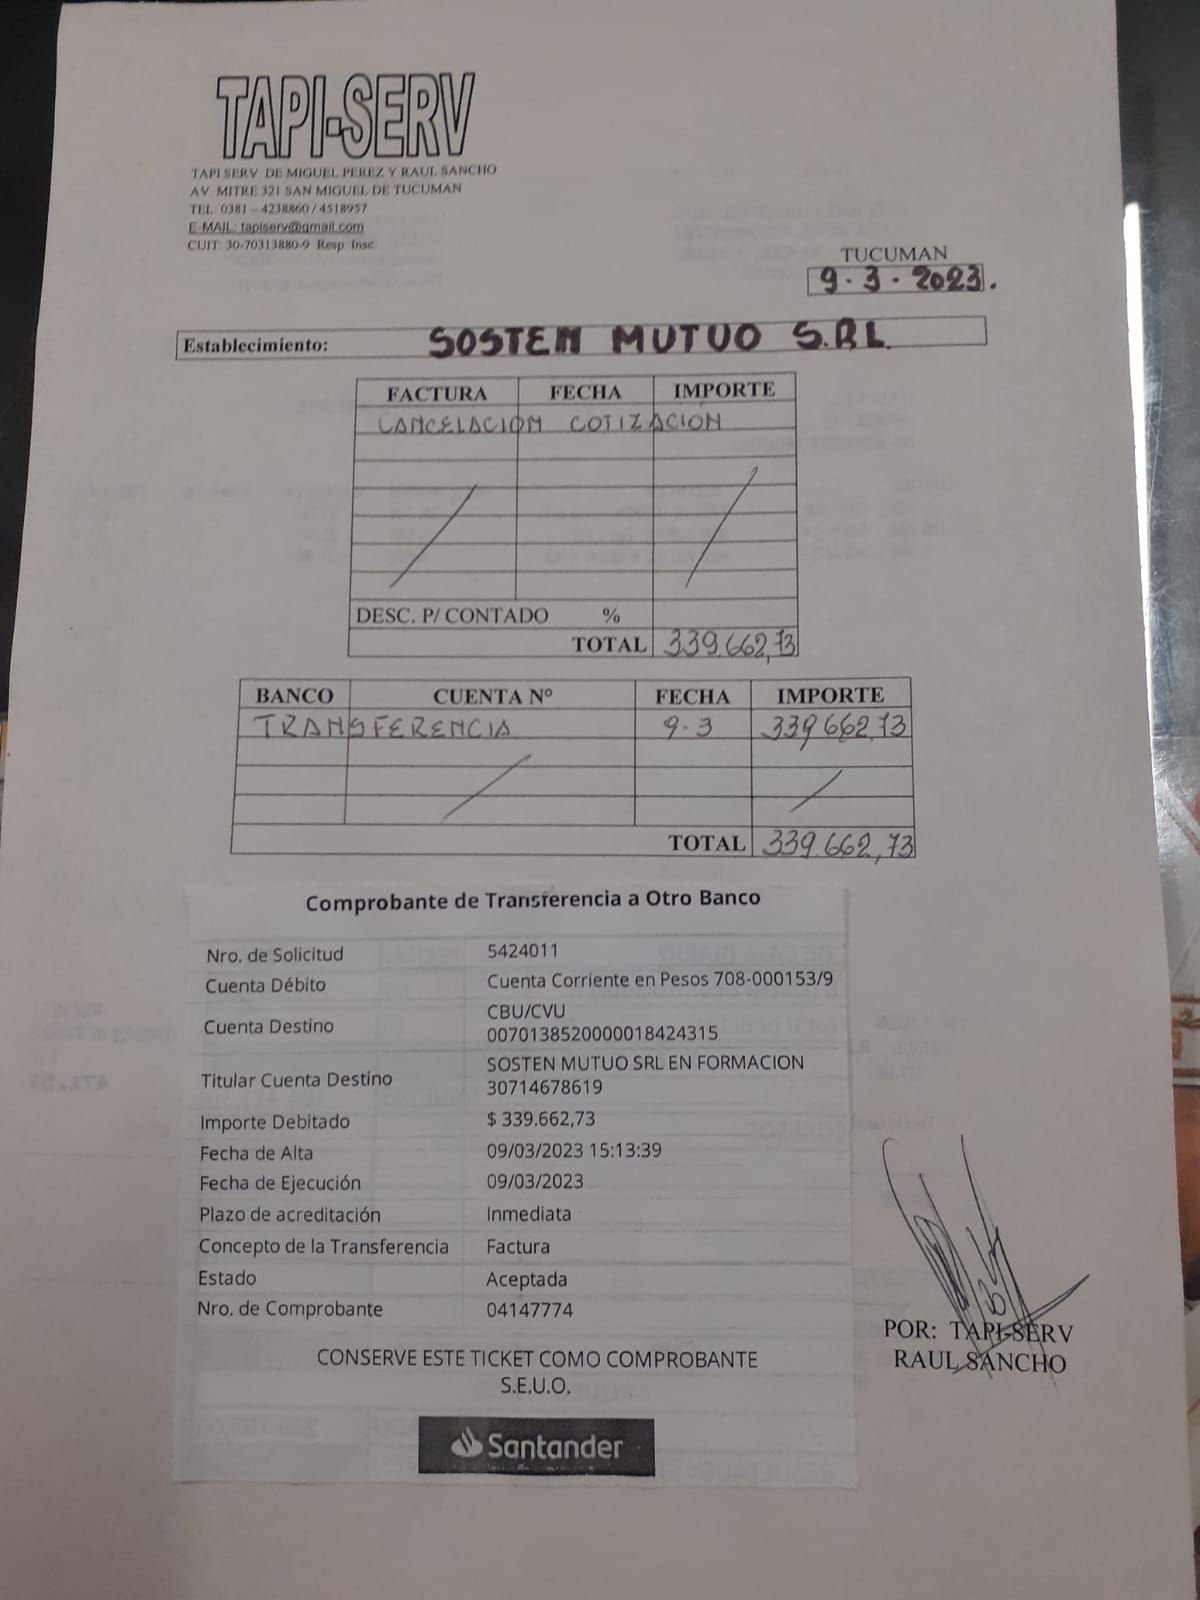 TAPI-SERV
TAPI SERV DE MIGUEL PEREZ Y RAUL SANCHO
AV. MITRE 321 SAN MIGUEL DE TUCUMAN
TEL: 0381 – 4238860 / 4518957
E-MAIL: tapiserv@gmail.com
CUIT: 30-70313880-9 Resp. Insc.
TUCUMAN
9·3·2023.
Establecimiento: SOSTEN MUTUO S.RL
FACTURA FECHA IMPORTE
CANCELACION COTIZACION
DESC. P/ CONTADO %
TOTAL 339.662,73
BANCO CUENTA Nº FECHA IMPORTE
TRANSFERENCIA 9·3 339662,73
TOTAL 339.662,73
Comprobante de Transferencia a Otro Banco
Nro. de Solicitud 5424011
Cuenta Débito Cuenta Corriente en Pesos 708-000153/9
Cuenta Destino CBU/CVU
0070138520000018424315
Titular Cuenta Destino SOSTEN MUTUO SRL EN FORMACION
30714678619
Importe Debitado $ 339.662,73
Fecha de Alta 09/03/2023 15:13:39
Fecha de Ejecución 09/03/2023
Plazo de acreditación Inmediata
Concepto de la Transferencia Factura
Estado Aceptada
Nro. de Comprobante 04147774
CONSERVE ESTE TICKET COMO COMPROBANTE
S.E.U.O.
Santander
POR: TAPI-SERV
RAUL SANCHO